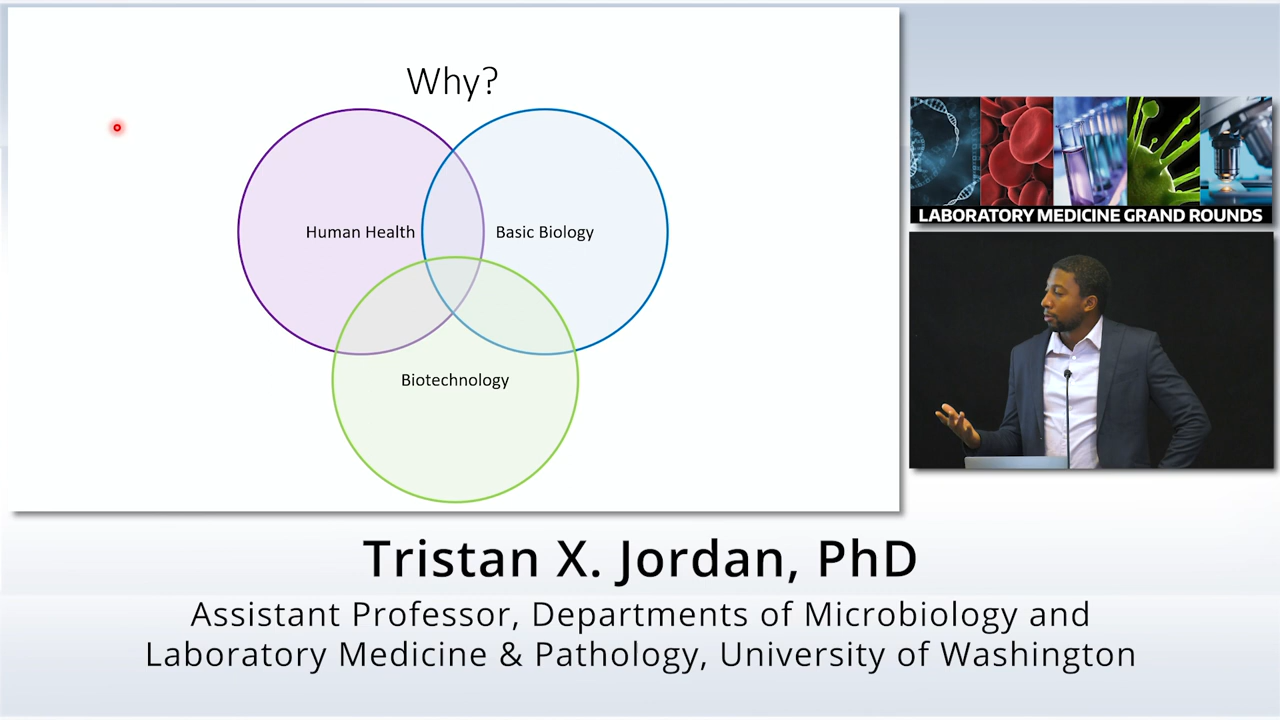 Why?
Human Health
Basic Biology
Biotechnology
LABORATORY MEDICINE GRAND ROUNDS
Tristan X. Jordan, PhD
Assistant Professor, Departments of Microbiology and
Laboratory Medicine & Pathology, University of Washington